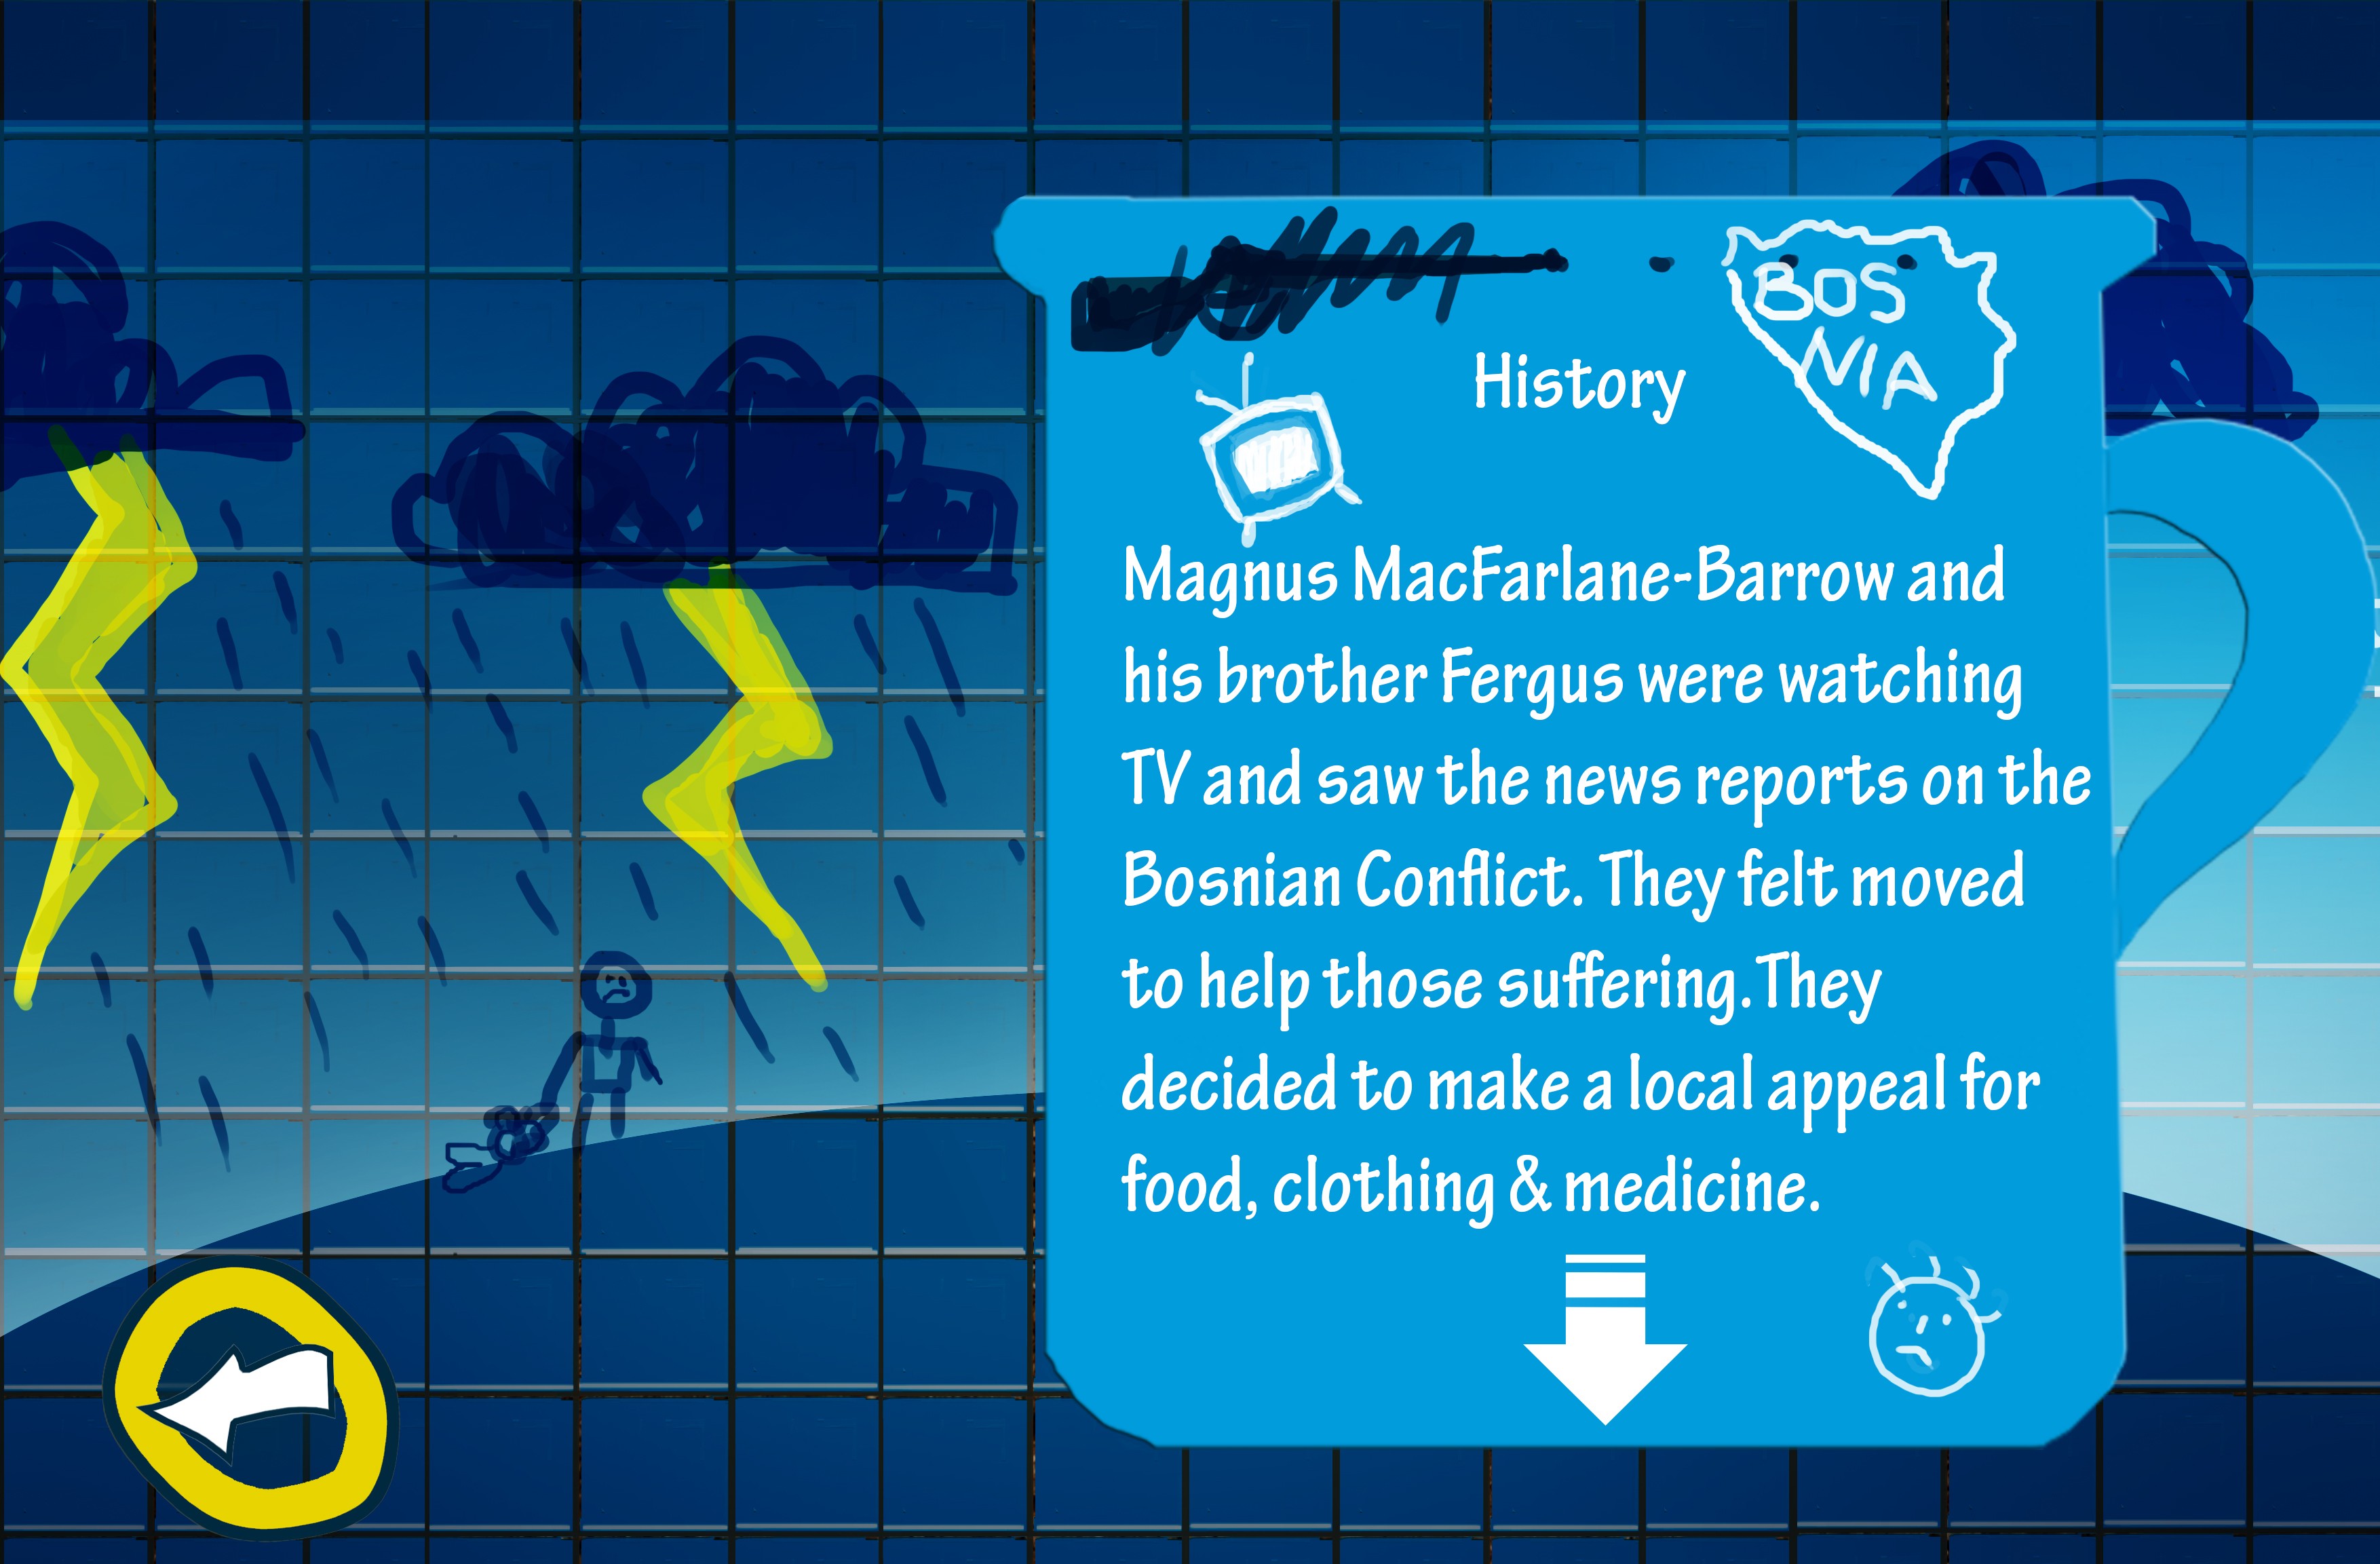 BOS
NIA
History
Magnus MacFarlane-Barrow and
his brother Fergus were watching
TV and saw the news reports on the
Bosnian Conflict. They felt moved
to help those suffering.They
decided to make a local appeal for
food, clothing & medicine.